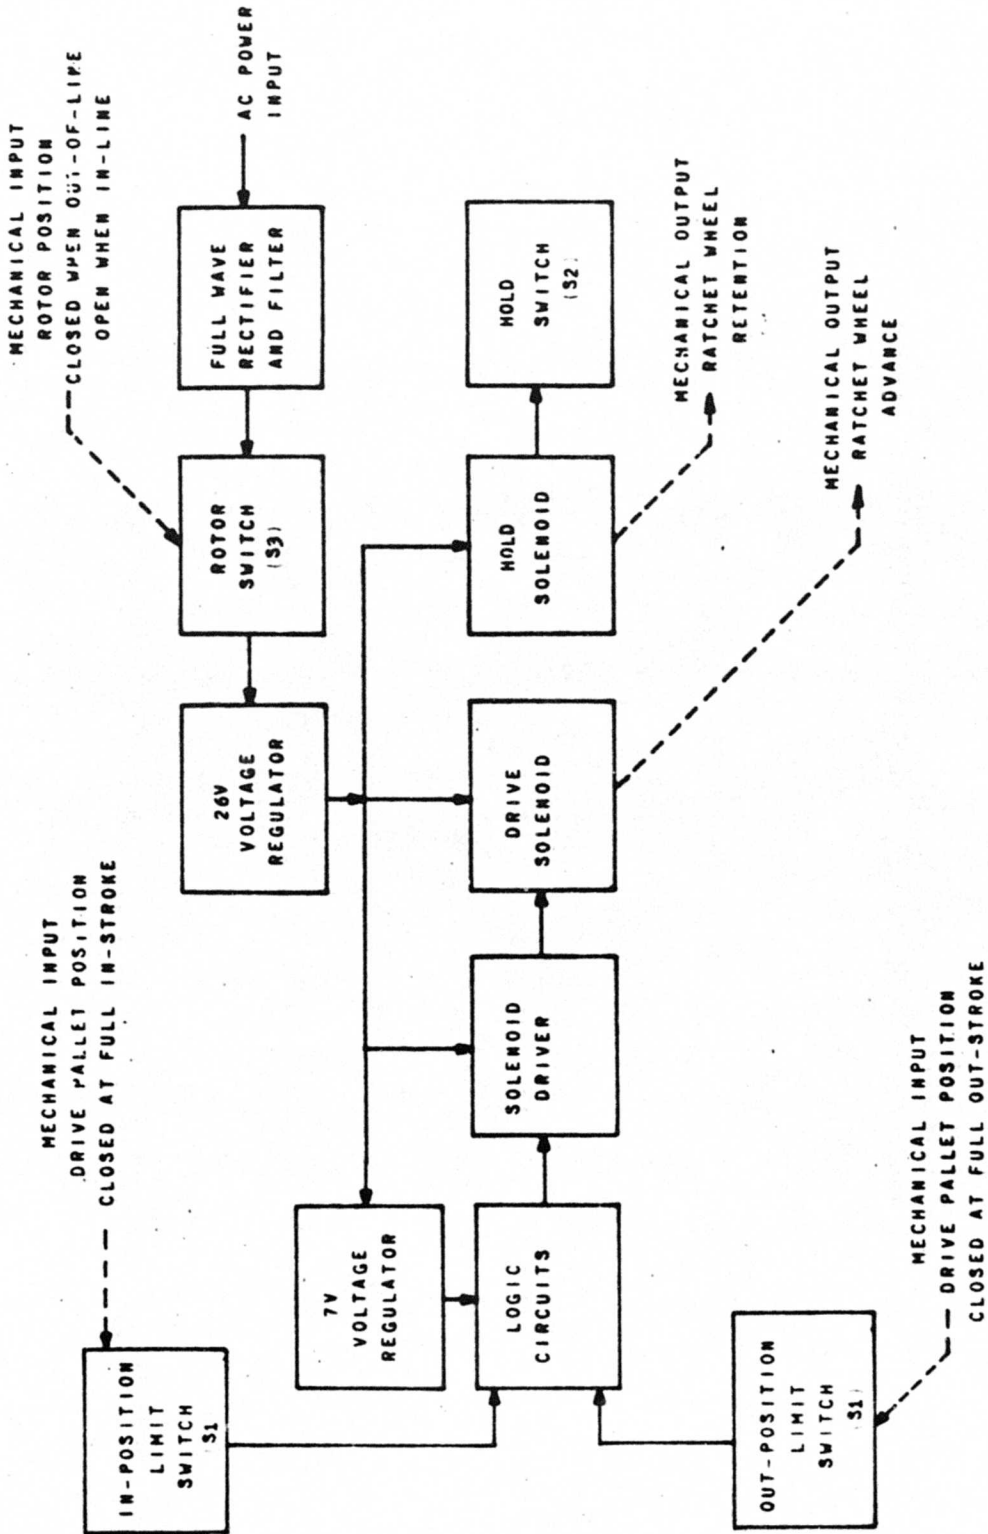 MECHANICAL INPUT
DRIVE PALLET POSITION
CLOSED AT FULL IN-STROKE
MECHANICAL INPUT
ROTOR POSITION
CLOSED WHEN OUT-OF-LINE
OPEN WHEN IN-LINE
IN-POSITION
LIMIT
SWITCH
(S1
26V
VOLTAGE
REGULATOR
ROTOR
SWITCH
(S3)
FULL WAVE
RECTIFIER
AND FILTER
AC POWER
INPUT
7V
VOLTAGE
REGULATOR
LOGIC
CIRCUITS
SOLENOID
DRIVER
DRIVE
SOLENOID
HOLD
SOLENOID
HOLD
SWITCH
(S2)
MECHANICAL OUTPUT
RATCHET WHEEL
RETENTION
OUT-POSITION
LIMIT
SWITCH
(S1)
MECHANICAL OUTPUT
RATCHET WHEEL
ADVANCE
MECHANICAL INPUT
DRIVE PALLET POSITION
CLOSED AT FULL OUT-STROKE